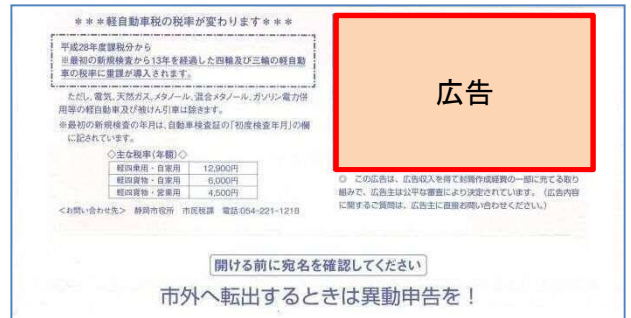 ＊＊＊軽自動車税の税率が変わります＊＊＊
平成28年度課税分から
※最初の新規検査から13年を経過した四輪及び三輪の軽自動
車の税率に重課が導入されます。
ただし、電気、天然ガス、メタノール、混合メタノール、ガソリン電力併
用等の軽自動車及び被けん引車は除きます。
※最初の新規検査の年月は、自動車検査証の「初度検査年月」の欄
に記されています。
◇主な税率(年額)◇
軽四乗用・自家用 12,900円
軽四貨物・自家用 6,000円
軽四貨物・営業用 4,500円
<お問い合わせ先> 静岡市役所 市民税課 電話:054-221-1218
広告
◎ この広告は、広告収入を得て封筒作成経費の一部に充てる取り
組みで、広告主は公平な審査により決定されています。（広告内容
に関するご質問は、広告主に直接お問い合わせください。）
開ける前に宛名を確認してください
市外へ転出するときは異動申告を！